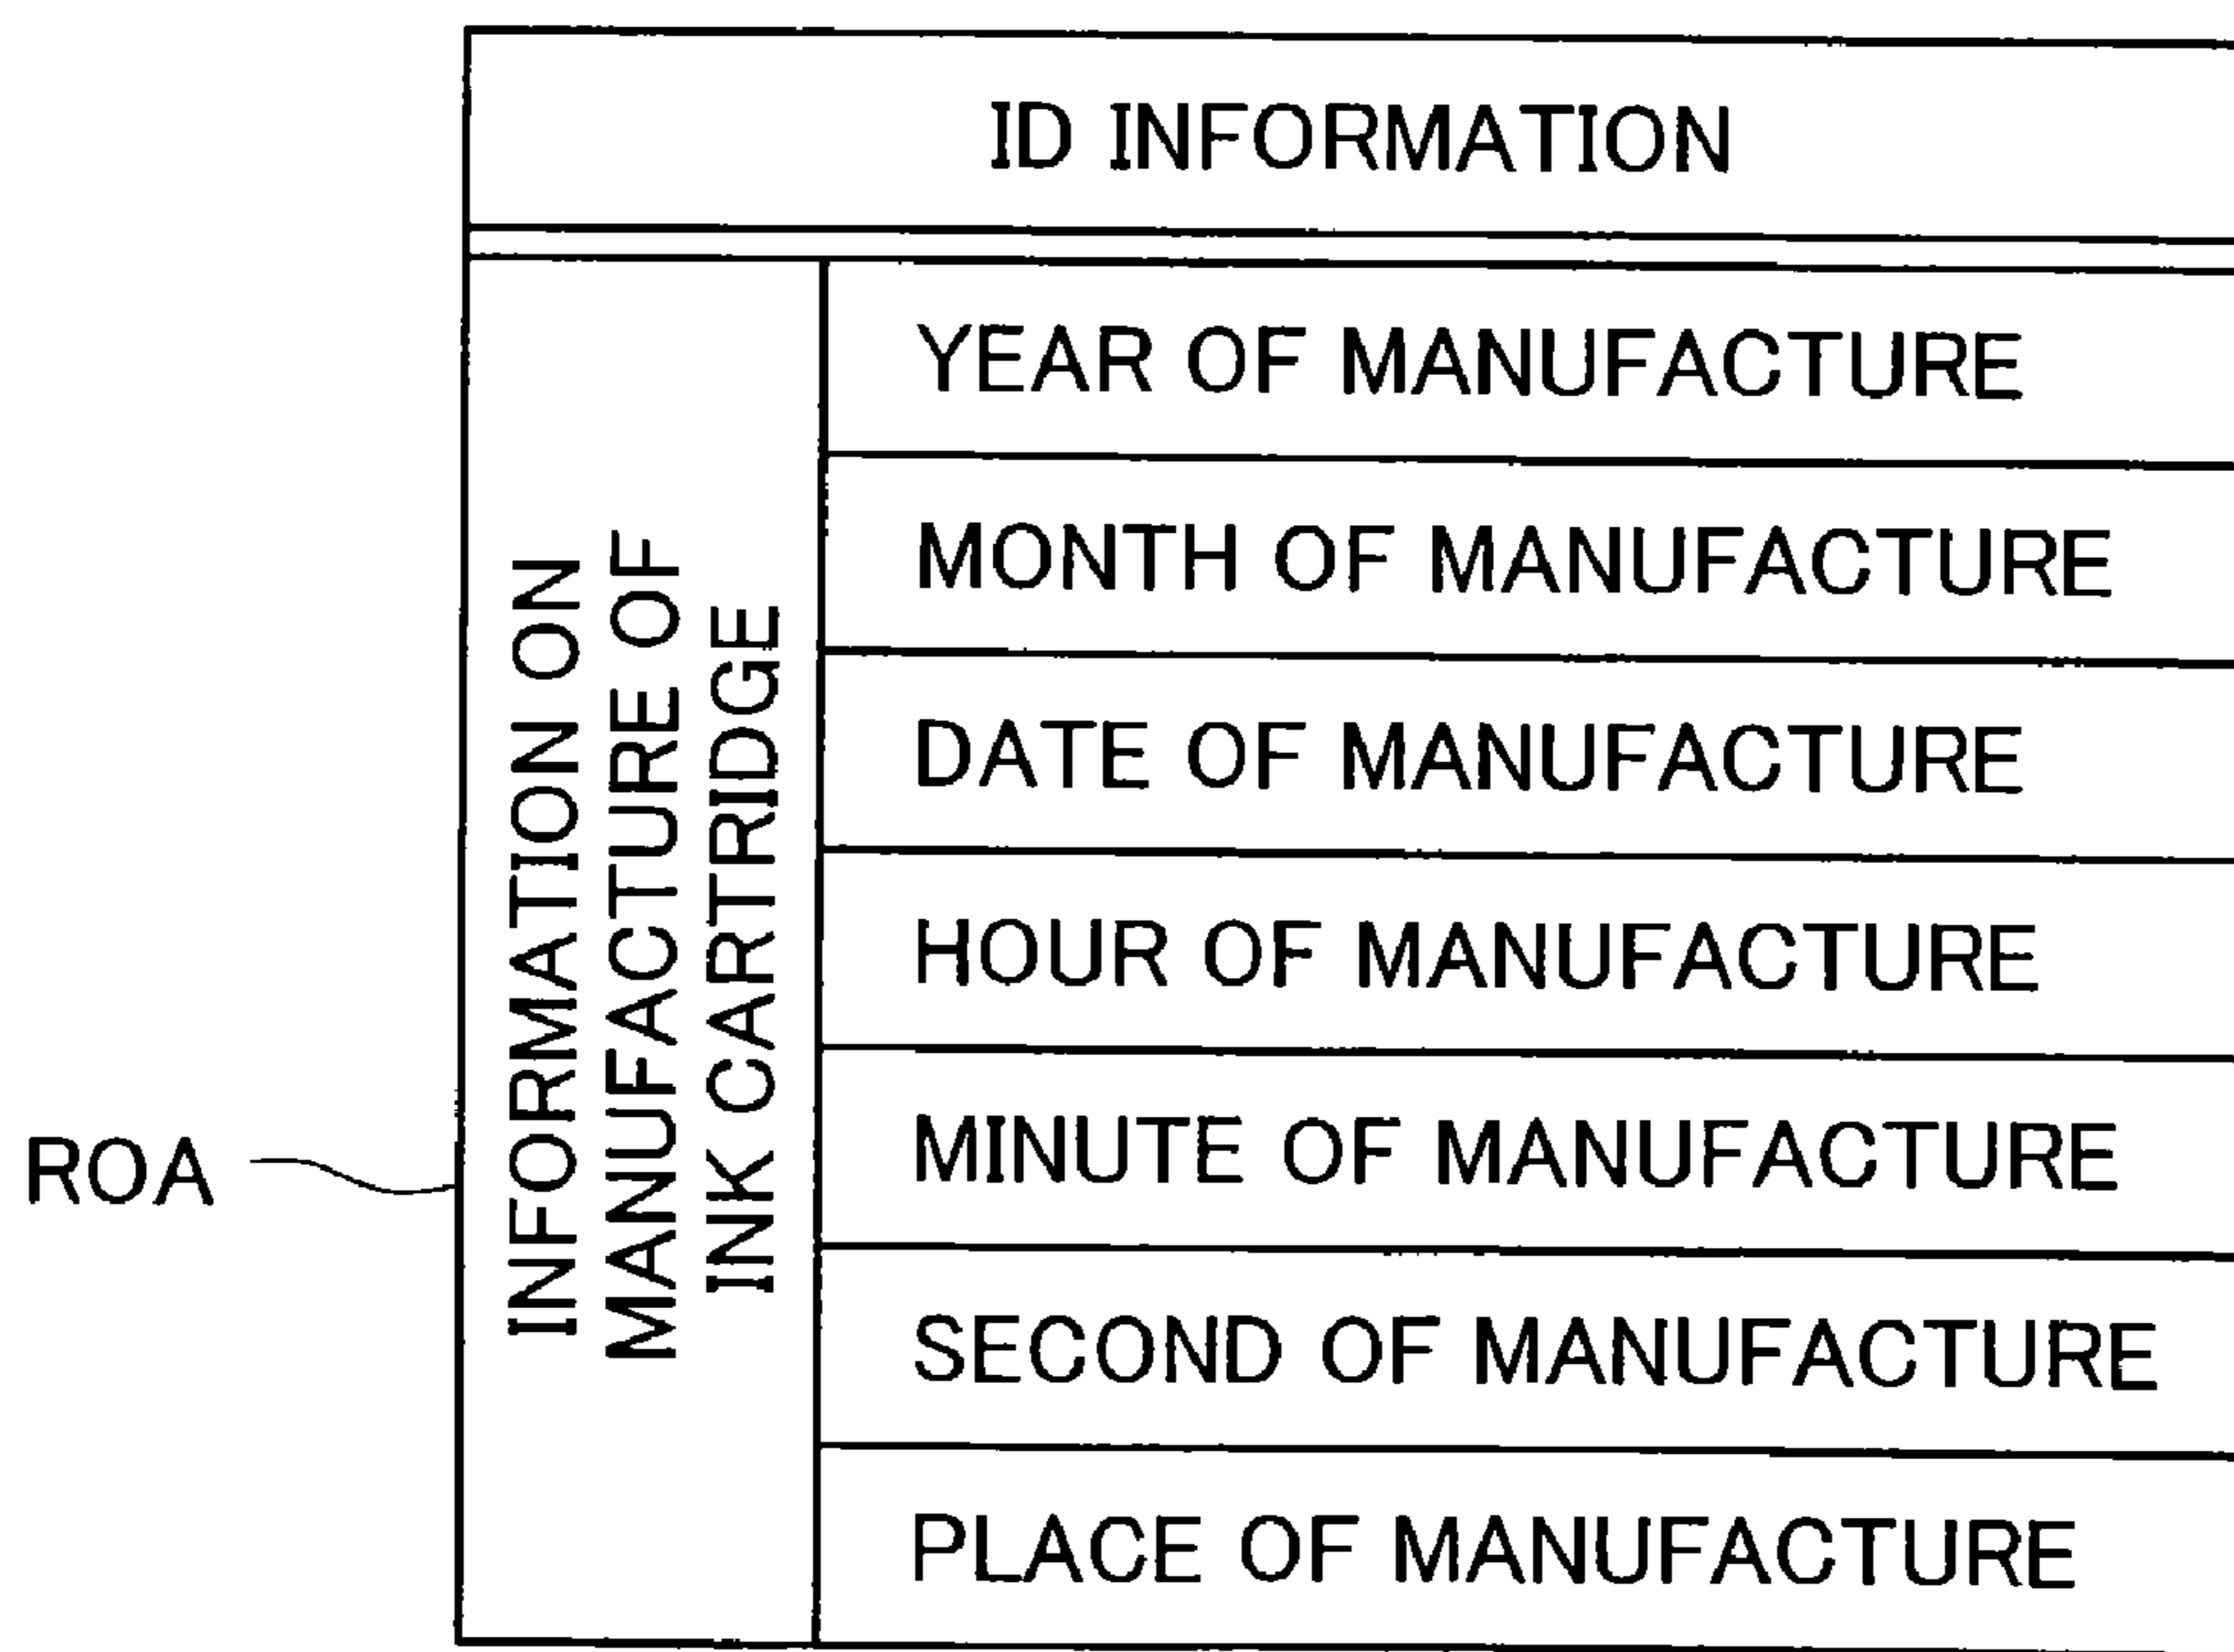 ID INFORMATION
INFORMATION ON
MANUFACTURE OF
INK CARTRIDGE
YEAR OF MANUFACTURE
MONTH OF MANUFACTURE
DATE OF MANUFACTURE
HOUR OF MANUFACTURE
MINUTE OF MANUFACTURE
SECOND OF MANUFACTURE
PLACE OF MANUFACTURE
ROA